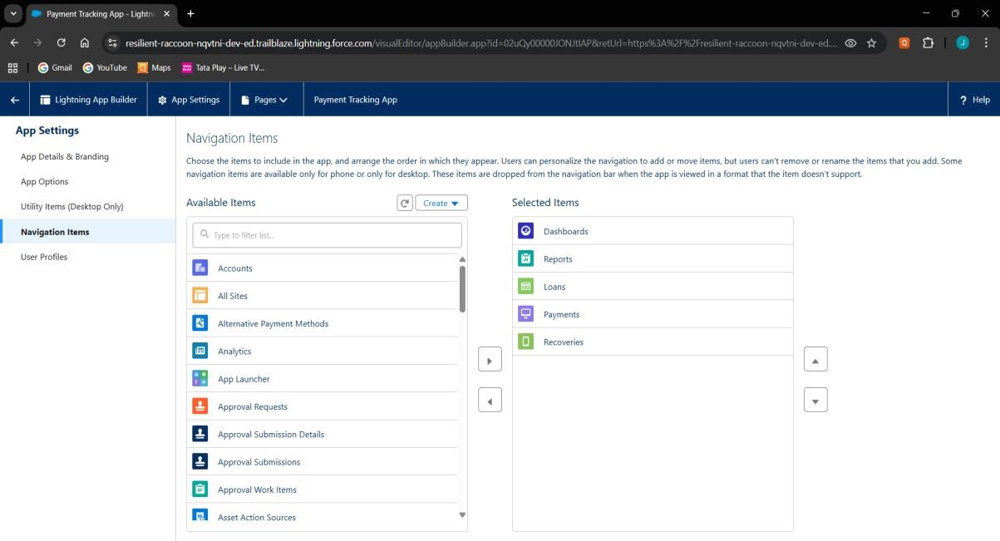 Payment Tracking App - Lightni
resilient-raccoon-nqvtni-dev-ed.trailblaze.lightning.force.com/visualEditor/appBuilder.app?id=02uQy00000JONJtIAP&retUrl=https%3A%2F%2Fresilient-raccoon-nqvtni-dev-ed....
Q
J
Gmail
YouTube
Maps
Tata Play – Live TV...
Lightning App Builder
App Settings
Pages
Payment Tracking App
? Help
App Settings
App Details & Branding
App Options
Utility Items (Desktop Only)
Navigation Items
User Profiles
Navigation Items
Choose the items to include in the app, and arrange the order in which they appear. Users can personalize the navigation to add or move items, but users can't remove or rename the items that you add. Some
navigation items are available only for phone or only for desktop. These items are dropped from the navigation bar when the app is viewed in a format that the item doesn't support.
Available Items
Create
Type to filter list...
Accounts
All Sites
Alternative Payment Methods
Analytics
App Launcher
Approval Requests
Approval Submission Details
Approval Submissions
Approval Work Items
Asset Action Sources
Selected Items
Dashboards
Reports
Loans
Payments
Recoveries